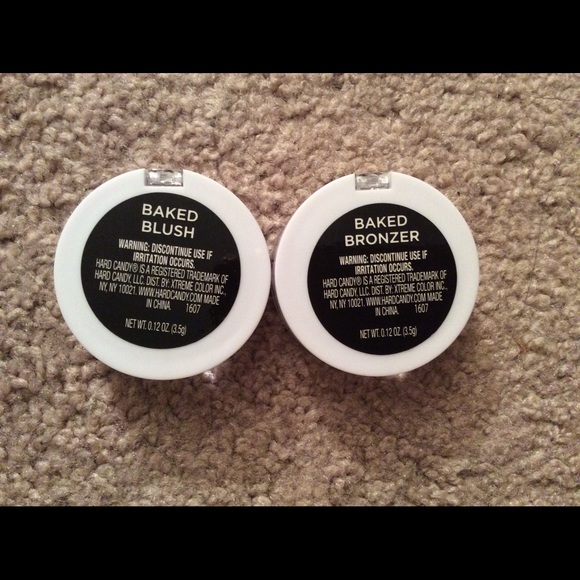 BAKED
BLUSH
WARNING: DISCONTINUE USE IF
IRRITATION OCCURS.
HARD CANDY® IS A REGISTERED TRADEMARK OF
HARD CANDY, LLC. DIST. BY: XTREME COLOR INC.,
NY, NY 10021. WWW.HARDCANDY.COM MADE
IN CHINA. 1607
NET WT. 0.12 OZ. (3.5g)
BAKED
BRONZER
WARNING: DISCONTINUE USE IF
IRRITATION OCCURS.
HARD CANDY® IS A REGISTERED TRADEMARK OF
HARD CANDY, LLC. DIST. BY: XTREME COLOR INC.,
NY, NY 10021. WWW.HARDCANDY.COM MADE
IN CHINA. 1607
NET WT. 0.12 OZ. (3.5g)